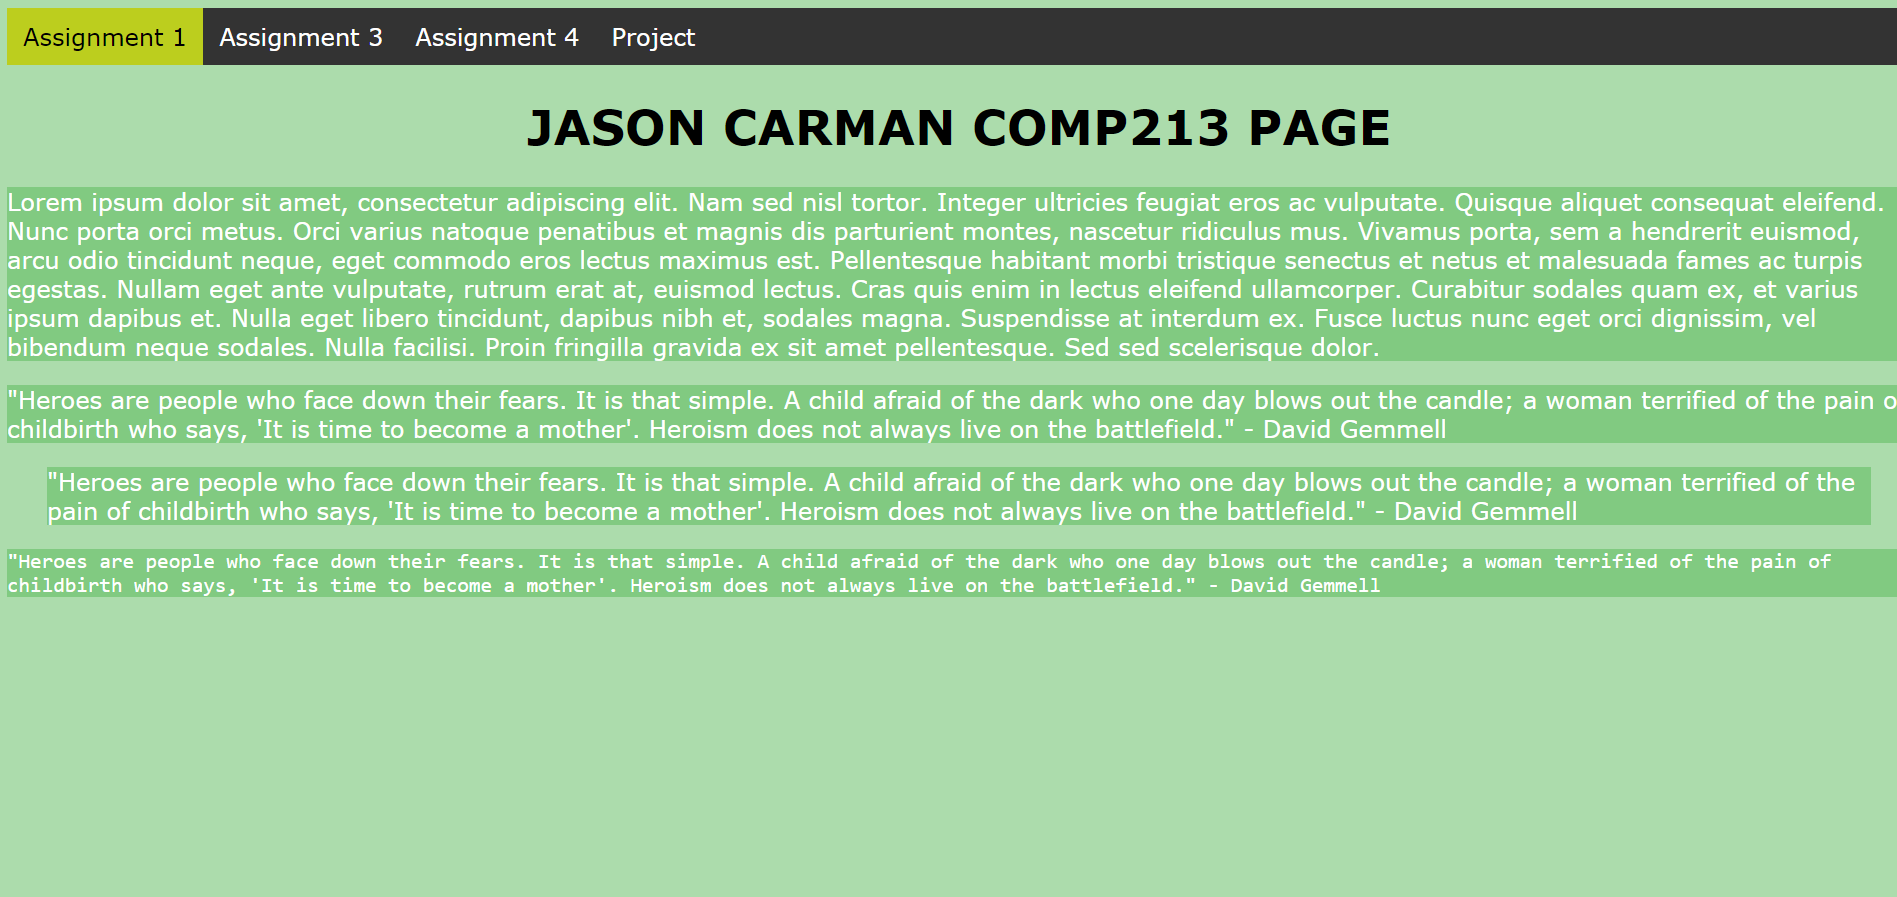 Assignment 1 Assignment 3 Assignment 4 Project
JASON CARMAN COMP213 PAGE
Lorem ipsum dolor sit amet, consectetur adipiscing elit. Nam sed nisl tortor. Integer ultricies feugiat eros ac vulputate. Quisque aliquet consequat eleifend.
Nunc porta orci metus. Orci varius natoque penatibus et magnis dis parturient montes, nascetur ridiculus mus. Vivamus porta, sem a hendrerit euismod,
arcu odio tincidunt neque, eget commodo eros lectus maximus est. Pellentesque habitant morbi tristique senectus et netus et malesuada fames ac turpis
egestas. Nullam eget ante vulputate, rutrum erat at, euismod lectus. Cras quis enim in lectus eleifend ullamcorper. Curabitur sodales quam ex, et varius
ipsum dapibus et. Nulla eget libero tincidunt, dapibus nibh et, sodales magna. Suspendisse at interdum ex. Fusce luctus nunc eget orci dignissim, vel
bibendum neque sodales. Nulla facilisi. Proin fringilla gravida ex sit amet pellentesque. Sed sed scelerisque dolor.
"Heroes are people who face down their fears. It is that simple. A child afraid of the dark who one day blows out the candle; a woman terrified of the pain o
childbirth who says, 'It is time to become a mother'. Heroism does not always live on the battlefield." - David Gemmell
"Heroes are people who face down their fears. It is that simple. A child afraid of the dark who one day blows out the candle; a woman terrified of the
pain of childbirth who says, 'It is time to become a mother'. Heroism does not always live on the battlefield." - David Gemmell
"Heroes are people who face down their fears. It is that simple. A child afraid of the dark who one day blows out the candle; a woman terrified of the pain of
childbirth who says, 'It is time to become a mother'. Heroism does not always live on the battlefield." - David Gemmell